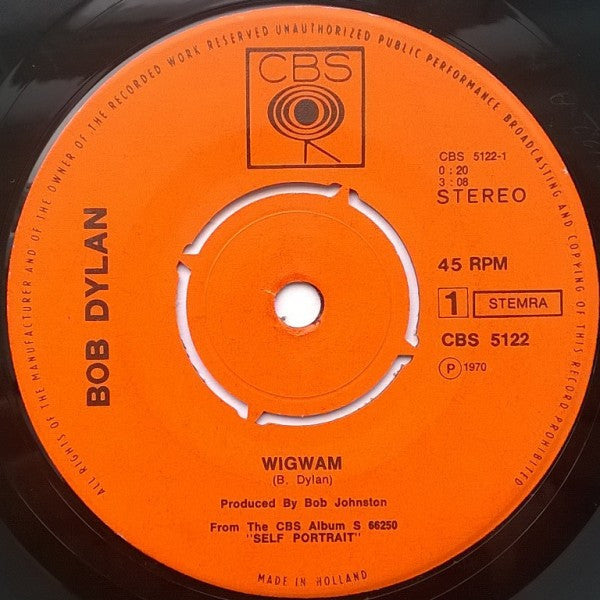 ALL RIGHTS OF THE MANUFACTURER AND OF THE OWNER OF THE RECORDED WORK RESERVED UNAUTHORIZED PUBLIC PERFORMANCE BROADCASTING AND COPYING OF THIS RECORD PROHIBITED
CBS
CBS 5122-1
0 : 20
3 : 08
STEREO
BOB DYLAN
45 RPM
1 STEMRA
CBS 5122
P 1970
WIGWAM
(B. Dylan)
Produced By Bob Johnston
From The CBS Album S 66250
"SELF PORTRAIT"
MADE IN HOLLAND